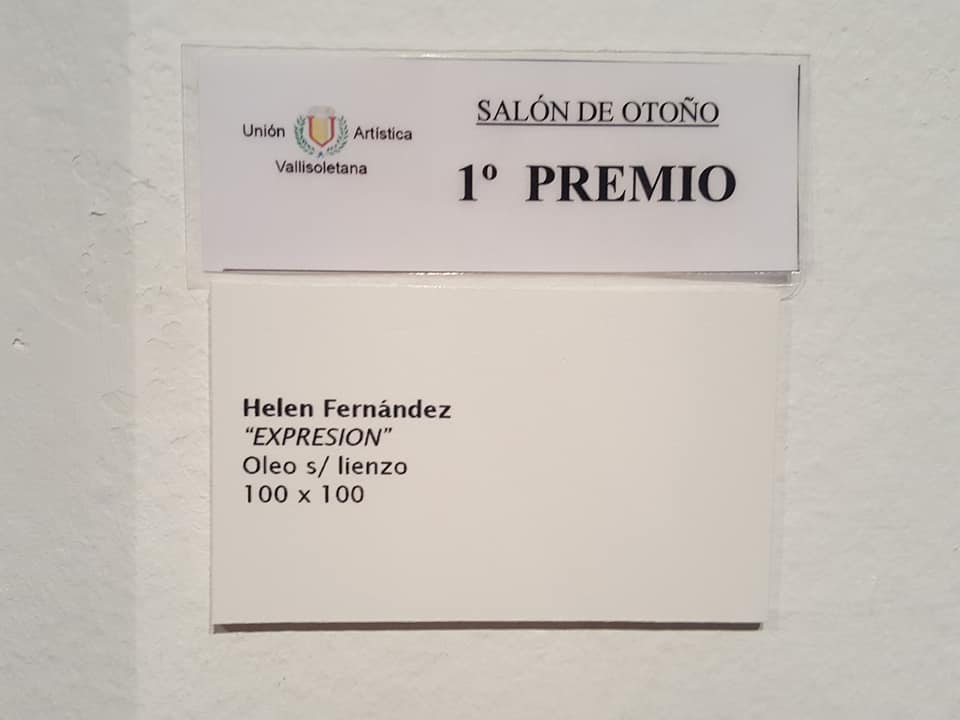 Unión Artística
Vallisoletana
SALÓN DE OTOÑO
1º PREMIO
Helen Fernández
“EXPRESION”
Oleo s/ lienzo
100 x 100